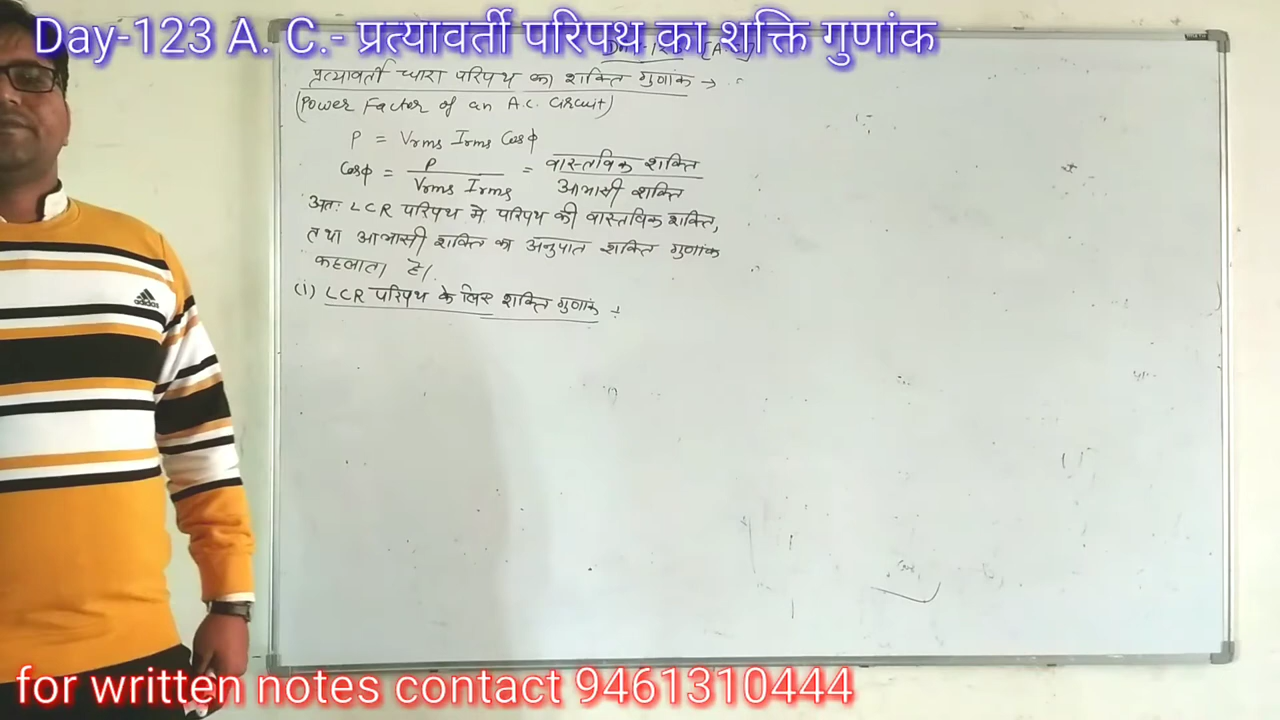 Day-123 A. C.- प्रत्यावर्ती परिपथ का शक्ति गुणांक
प्रत्यावर्ती धारा परिपथ का शक्ति गुणांक →
(Power Factor of an A.C. Circuit)
P = Vrms Irms Cosφ
Cosφ = P / Vrms Irms = वास्तविक शक्ति / आभासी शक्ति
अतः LCR परिपथ मे परिपथ की वास्तविक शक्ति,
तथा आभासी शक्ति का अनुपात शक्ति गुणांक
कहलाता है।
(i) LCR परिपथ के लिए शक्ति गुणांक :-
adidas
for written notes contact 9461310444